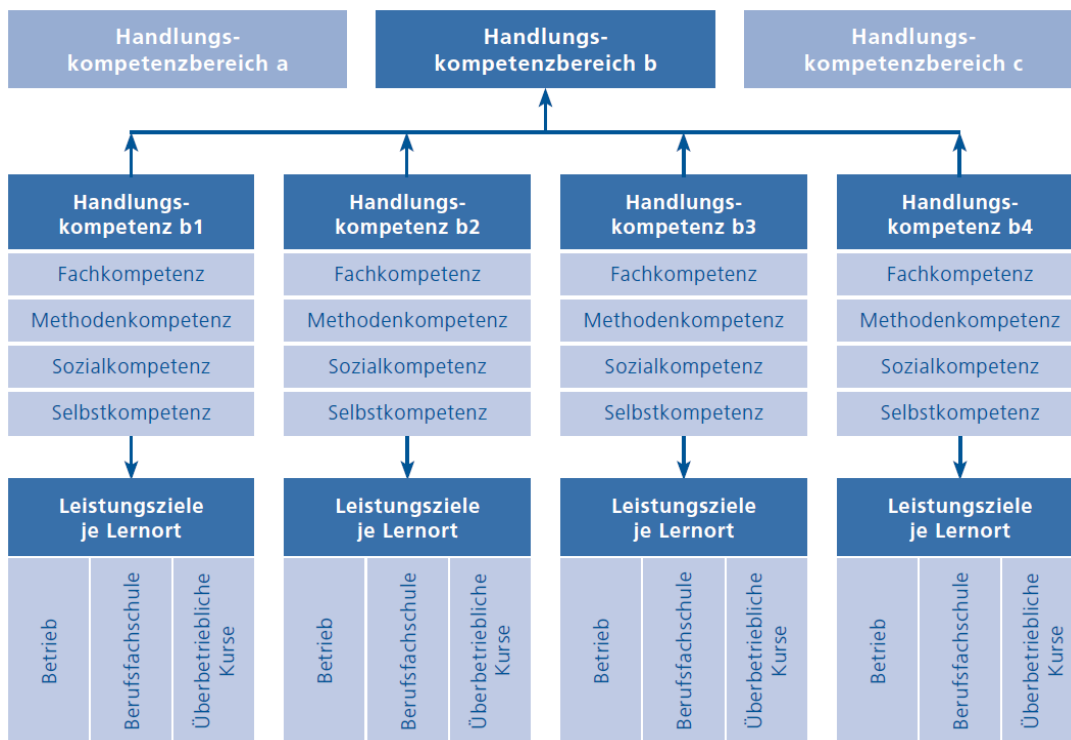 Handlungs-
kompetenzbereich a
Handlungs-
kompetenzbereich b
Handlungs-
kompetenzbereich c
Handlungs-
kompetenz b1
Fachkompetenz
Methodenkompetenz
Sozialkompetenz
Selbstkompetenz
Leistungsziele
je Lernort
Betrieb
Berufsfachschule
Überbetriebliche
Kurse
Handlungs-
kompetenz b2
Fachkompetenz
Methodenkompetenz
Sozialkompetenz
Selbstkompetenz
Leistungsziele
je Lernort
Betrieb
Berufsfachschule
Überbetriebliche
Kurse
Handlungs-
kompetenz b3
Fachkompetenz
Methodenkompetenz
Sozialkompetenz
Selbstkompetenz
Leistungsziele
je Lernort
Betrieb
Berufsfachschule
Überbetriebliche
Kurse
Handlungs-
kompetenz b4
Fachkompetenz
Methodenkompetenz
Sozialkompetenz
Selbstkompetenz
Leistungsziele
je Lernort
Betrieb
Berufsfachschule
Überbetriebliche
Kurse